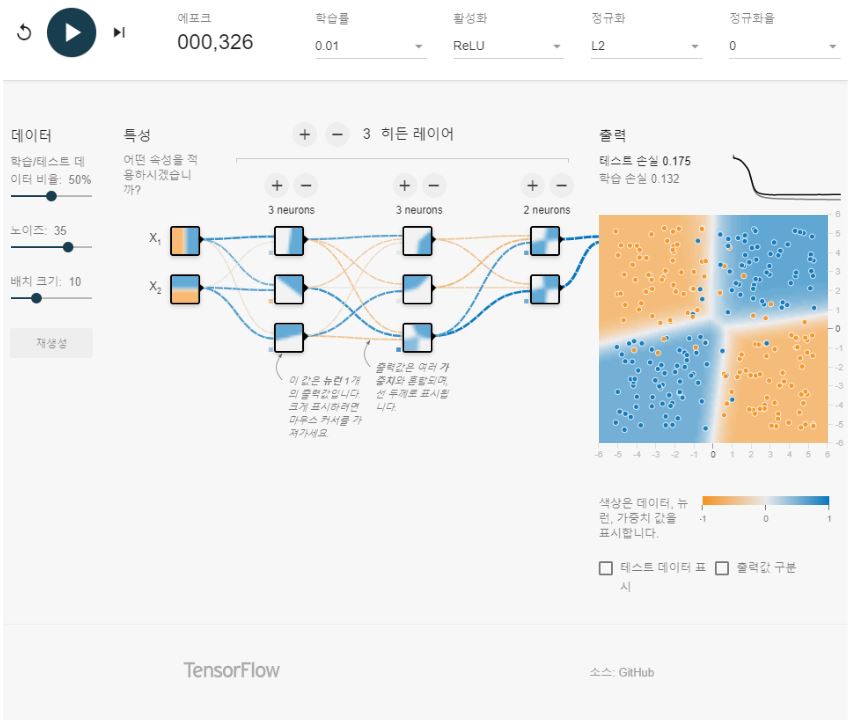 에포크
000,326
학습률
0.01
활성화
ReLU
정규화
L2
정규화율
0
데이터
학습/테스트 데
이터 비율: 50%
노이즈: 35
배치 크기: 10
재생성
특성
어떤 속성을 적
용하시겠습니
까?
X1
X2
+ − 3 히든 레이어
+ −
3 neurons
+ −
3 neurons
+ −
2 neurons
이 값은 뉴런 1개
의 출력값입니다.
크게 표시하려면
마우스 커서를 가
져가세요.
출력값은 여러 가
중치와 혼합되며,
선 두께로 표시됩
니다.
출력
테스트 손실 0.175
학습 손실 0.132
6
5
4
3
2
1
0
-1
-2
-3
-4
-5
-6
-6 -5 -4 -3 -2 -1 0 1 2 3 4 5 6
색상은 데이터, 뉴
런, 가중치 값을
표시합니다.
-1 0 1
테스트 데이터 표
시
출력값 구분
TensorFlow
소스: GitHub